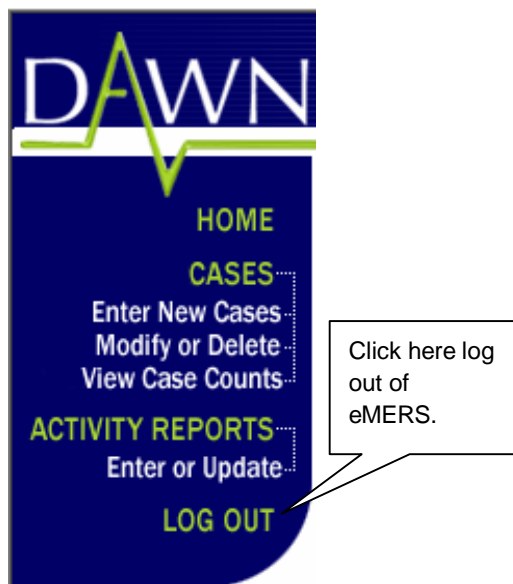 DAWN
HOME
CASES
Enter New Cases
Modify or Delete
View Case Counts
ACTIVITY REPORTS
Enter or Update
LOG OUT
Click here log
out of
eMERS.